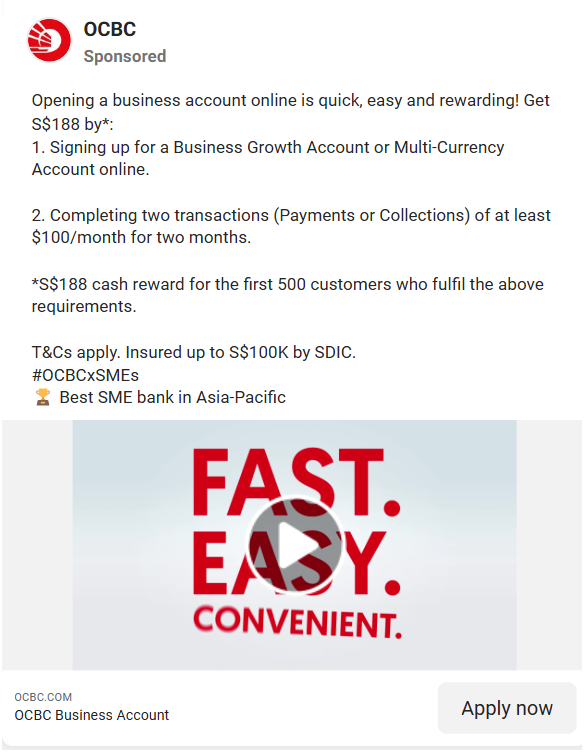 OCBC
Sponsored
Opening a business account online is quick, easy and rewarding! Get
S$188 by*:
1. Signing up for a Business Growth Account or Multi-Currency
Account online.
2. Completing two transactions (Payments or Collections) of at least
$100/month for two months.
*S$188 cash reward for the first 500 customers who fulfil the above
requirements.
T&Cs apply. Insured up to S$100K by SDIC.
#OCBCxSMEs
🏆 Best SME bank in Asia-Pacific
FAST.
EASY.
CONVENIENT.
OCBC.COM
OCBC Business Account
Apply now